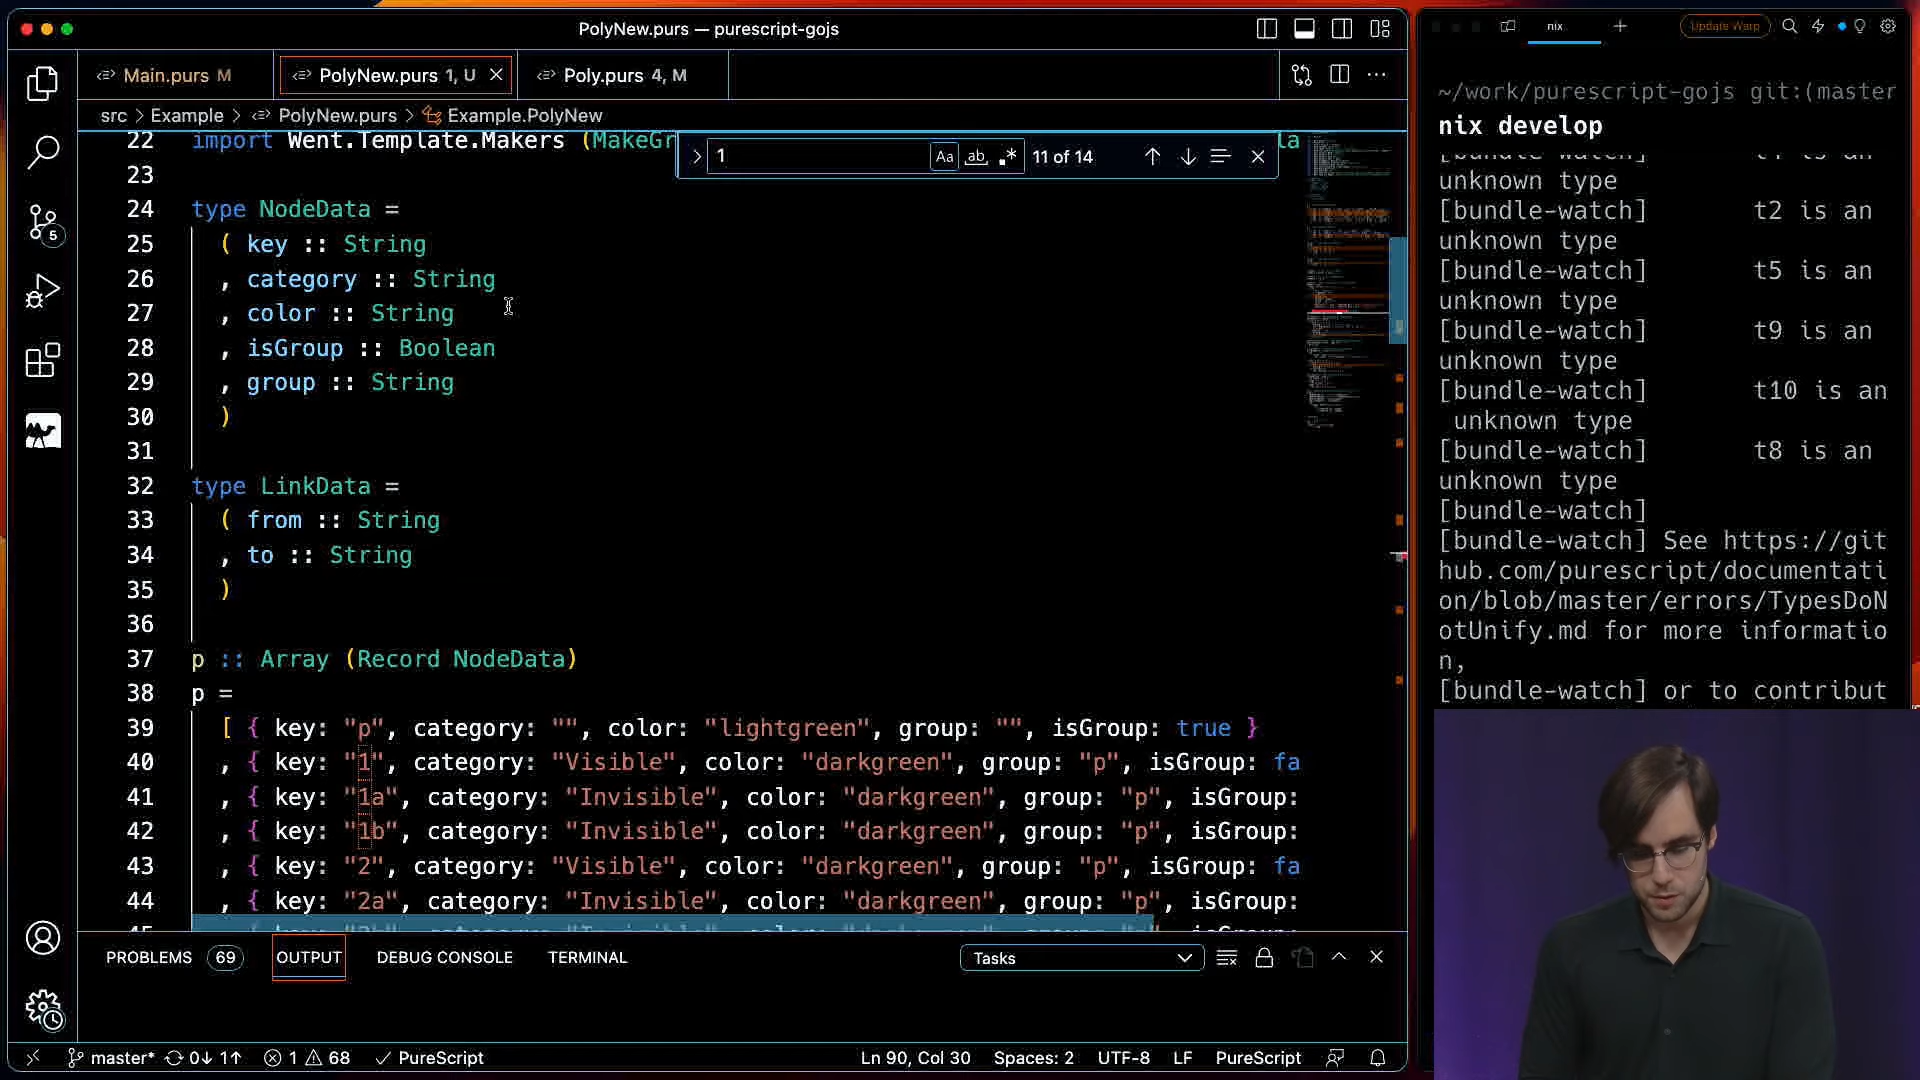 PolyNew.purs — purescript-gojs
Main.purs M
PolyNew.purs 1, U
Poly.purs 4, M
src > Example > PolyNew.purs > Example.PolyNew
22 import Went.Template.Makers (MakeGr
1
Aa ab .* 11 of 14
23
24 type NodeData =
25 ( key :: String
26 , category :: String
27 , color :: String
28 , isGroup :: Boolean
29 , group :: String
30 )
31
32 type LinkData =
33 ( from :: String
34 , to :: String
35 )
36
37 p :: Array (Record NodeData)
38 p =
39 [ { key: "p", category: "", color: "lightgreen", group: "", isGroup: true }
40 , { key: "1", category: "Visible", color: "darkgreen", group: "p", isGroup: fa
41 , { key: "1a", category: "Invisible", color: "darkgreen", group: "p", isGroup:
42 , { key: "1b", category: "Invisible", color: "darkgreen", group: "p", isGroup:
43 , { key: "2", category: "Visible", color: "darkgreen", group: "p", isGroup: fa
44 , { key: "2a", category: "Invisible", color: "darkgreen", group: "p", isGroup:
5
PROBLEMS 69 OUTPUT DEBUG CONSOLE TERMINAL Tasks
master* 0↓ 1↑ 1 68 PureScript Ln 90, Col 30 Spaces: 2 UTF-8 LF PureScript
nix
Update Warp
~/work/purescript-gojs git:(master
nix develop
unknown type
[bundle-watch] t2 is an
unknown type
[bundle-watch] t5 is an
unknown type
[bundle-watch] t9 is an
unknown type
[bundle-watch] t10 is an
unknown type
[bundle-watch] t8 is an
unknown type
[bundle-watch]
[bundle-watch] See https://git
hub.com/purescript/documentati
on/blob/master/errors/TypesDoN
otUnify.md for more informatio
n,
[bundle-watch] or to contribut